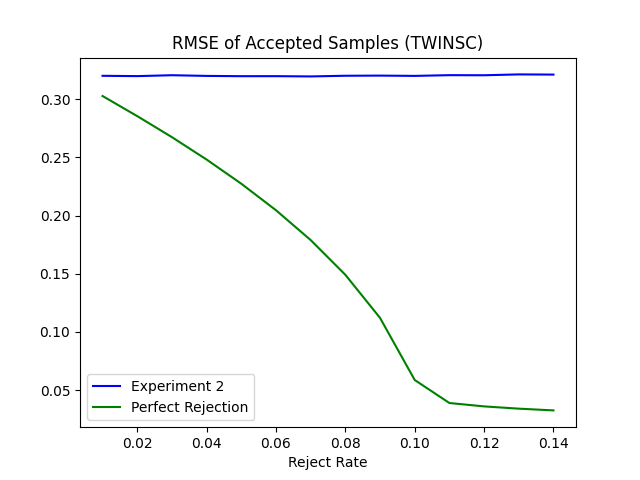 RMSE of Accepted Samples (TWINSC)
0.30
0.25
0.20
0.15
0.10
0.05
Experiment 2
Perfect Rejection
0.02 0.04 0.06 0.08 0.10 0.12 0.14
Reject Rate